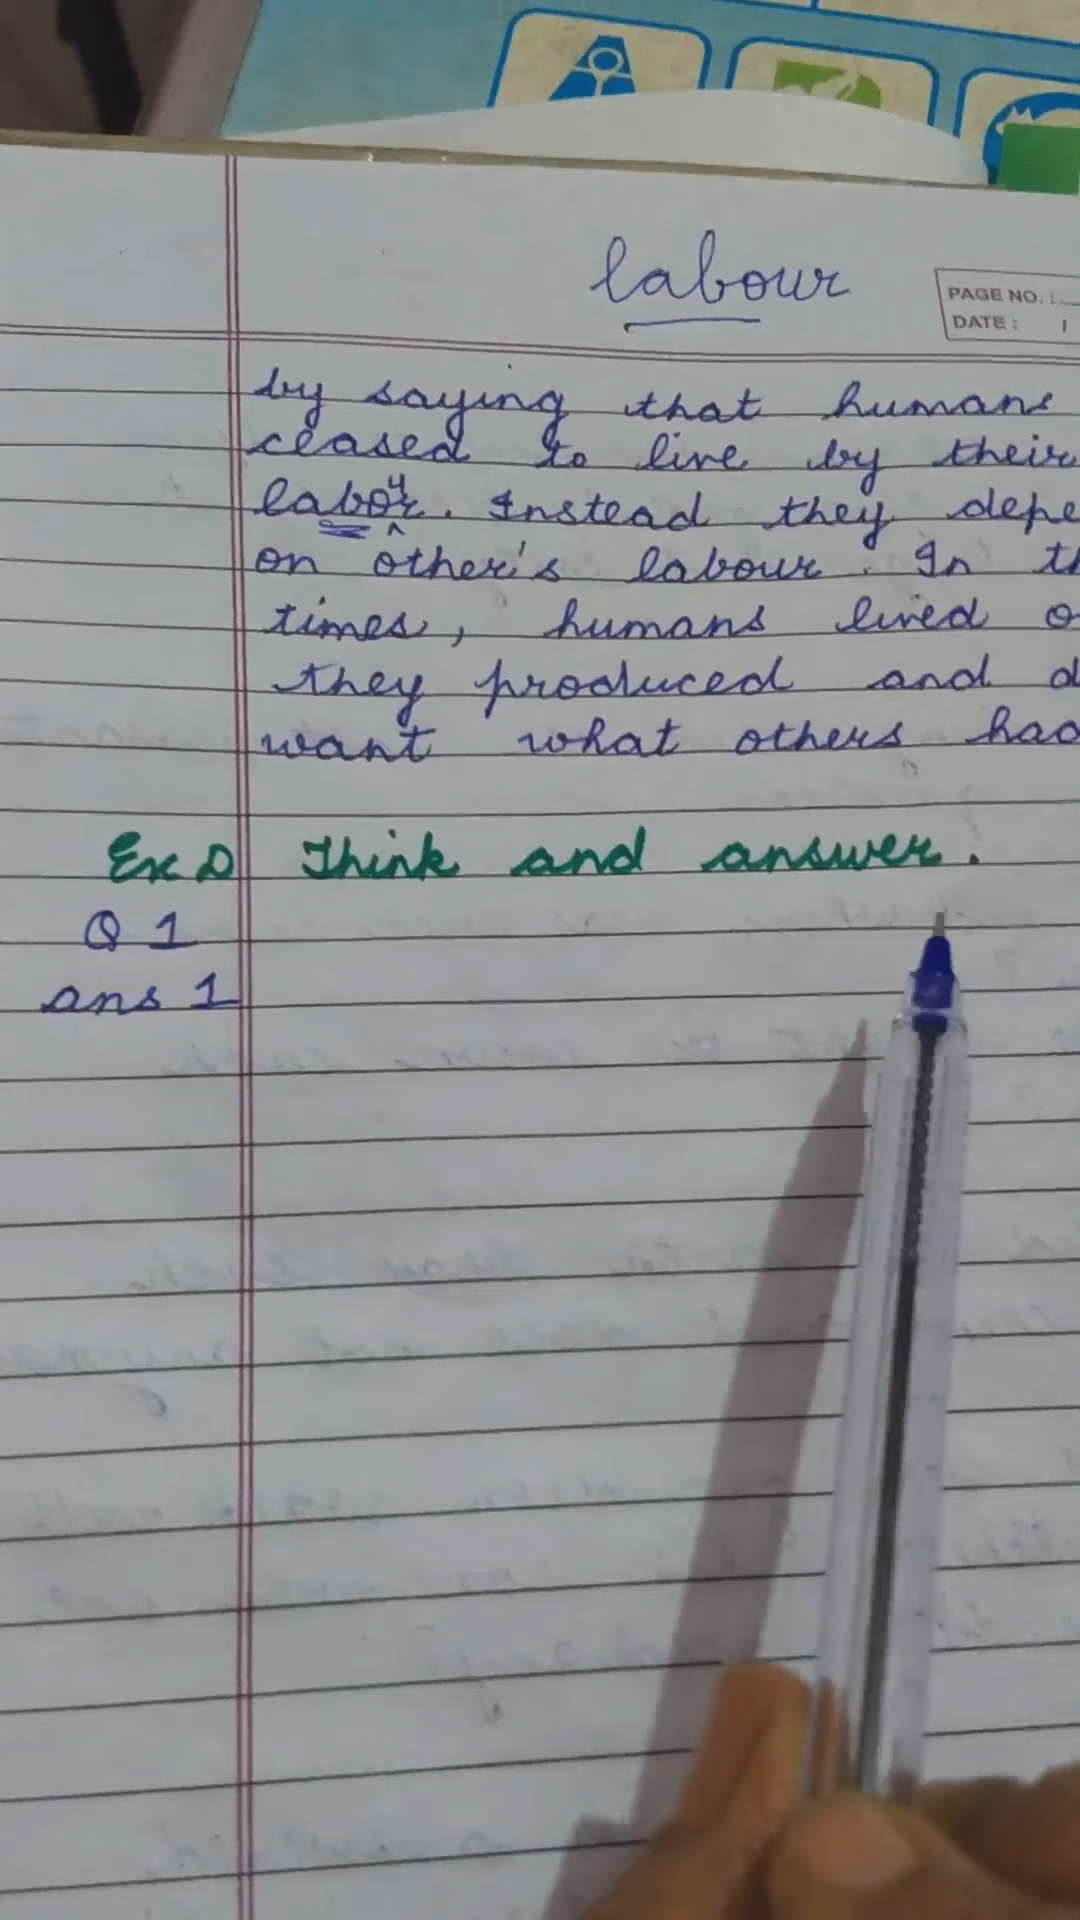 labour
PAGE NO. :
DATE :
by saying that humans
ceased to live by their
labour. Instead they
on other's labour. In
times, humans lived
they produced and
want what others
Ex D Think and answer.
Q 1
ans 1